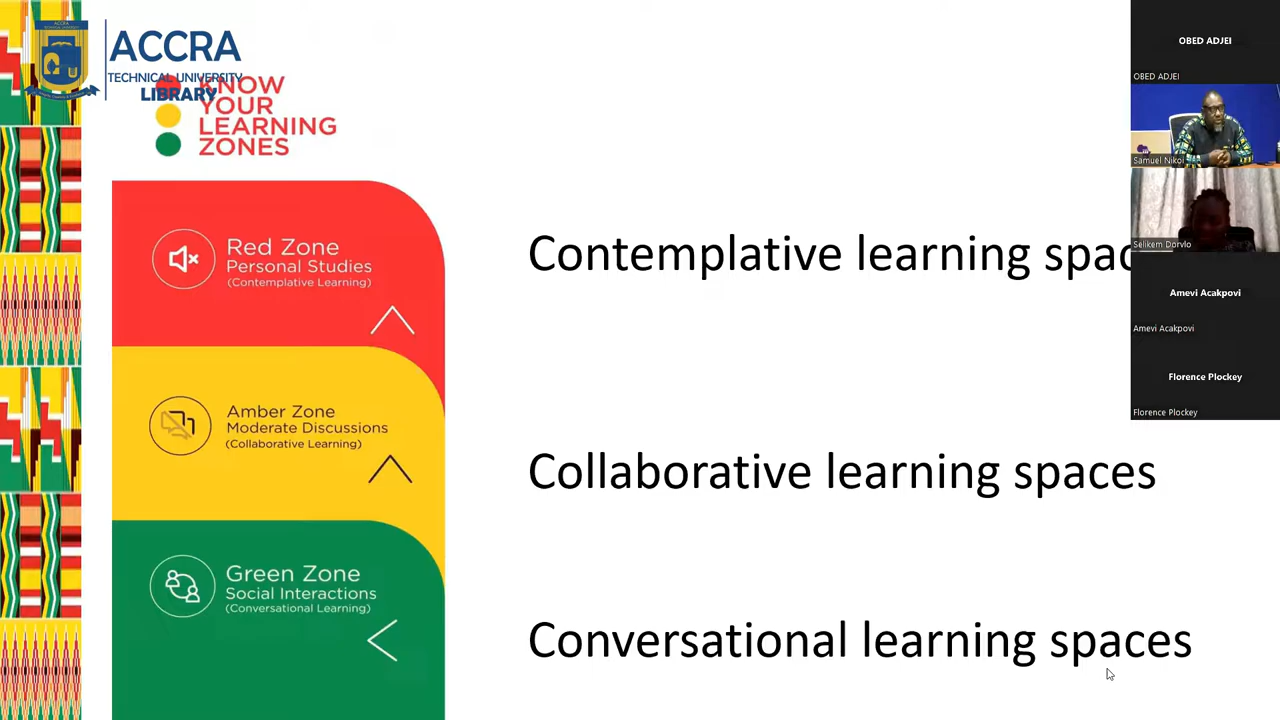 ACCRA
TECHNICAL UNIVERSITY
LIBRARY
KNOW
YOUR
LEARNING
ZONES
Red Zone
Personal Studies
(Contemplative Learning)
Amber Zone
Moderate Discussions
(Collaborative Learning)
Green Zone
Social Interactions
(Conversational Learning)
Contemplative learning spac
Collaborative learning spaces
Conversational learning spaces
OBED ADJEI
OBED ADJEI
Samuel Nikoi
Selikem Dorvlo
Amevi Acakpovi
Amevi Acakpovi
Florence Plockey
Florence Plockey